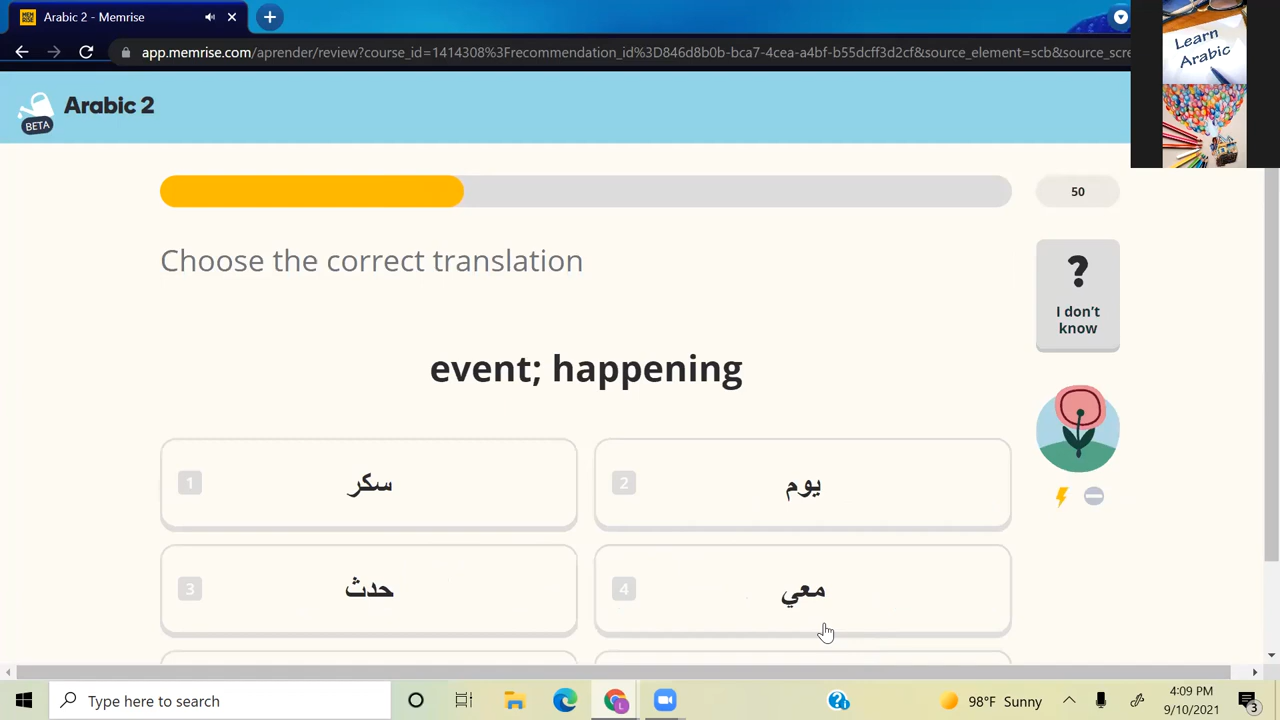 Arabic 2 - Memrise
app.memrise.com/aprender/review?course_id=1414308%3Frecommendation_id%3D846d8b0b-bca7-4cea-a4bf-b55dcff3d2cf&source_element=scb&source_scre
Learn
Arabic
BETA
Arabic 2
50
Choose the correct translation
?
I don't
know
event; happening
1
سكر
2
يوم
3
حدث
4
معي
Type here to search
98°F Sunny
4:09 PM
9/10/2021
3